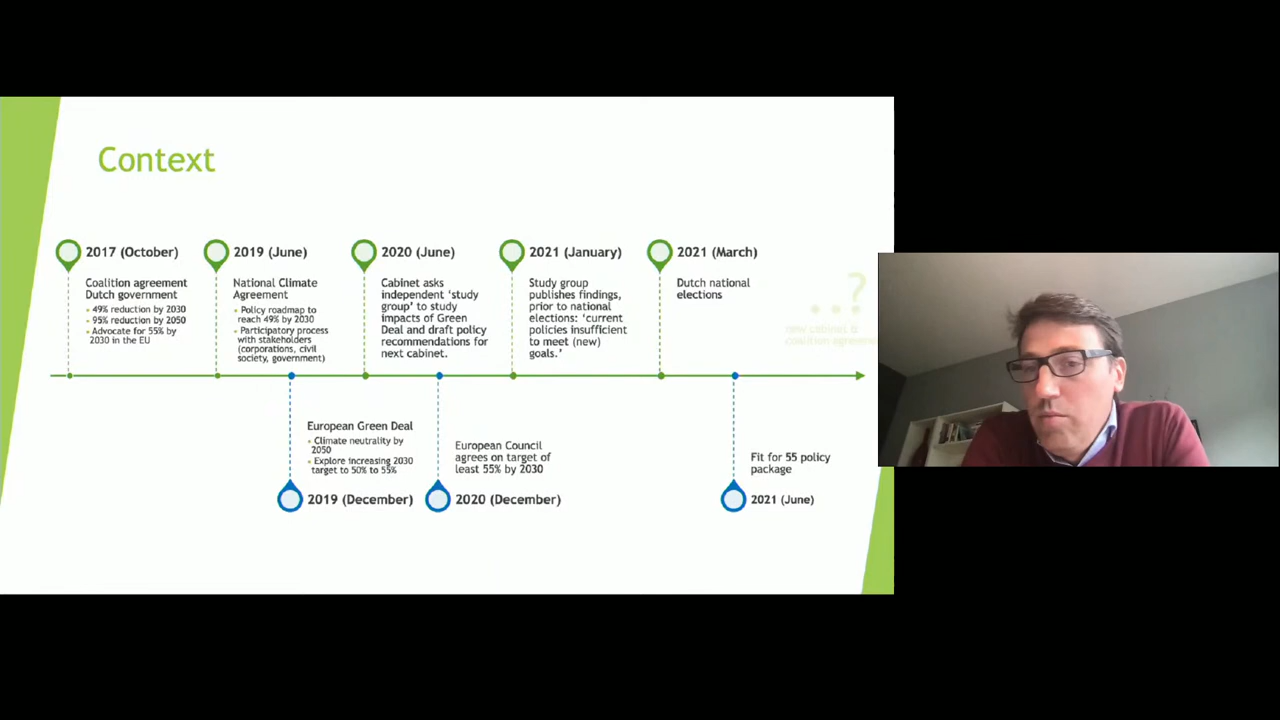 Context
2017 (October)
Coalition agreement
Dutch government
49% reduction by 2030
95% reduction by 2050
Advocate for 55% by
2030 in the EU
2019 (June)
National Climate
Agreement
Policy roadmap to
reach 49% by 2030
Participatory process
with stakeholders
(corporations, civil
society, government)
2020 (June)
Cabinet asks
independent ‘study
group’ to study
impacts of Green
Deal and draft policy
recommendations for
next cabinet.
2021 (January)
Study group
publishes findings,
prior to national
elections: ‘current
policies insufficient
to meet (new)
goals.’
2021 (March)
Dutch national
elections
...?
new cabinet &
coalition agreement
European Green Deal
Climate neutrality by
2050
Explore increasing 2030
target to 50% to 55%
2019 (December)
European Council
agrees on target of
least 55% by 2030
2020 (December)
Fit for 55 policy
package
2021 (June)